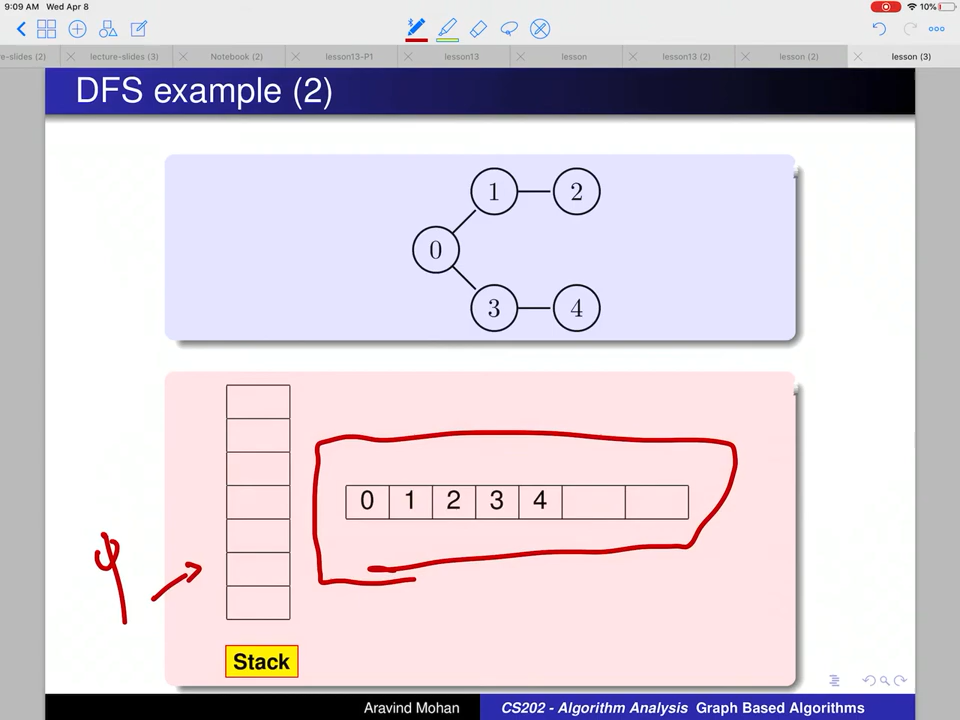 9:09 AM Wed Apr 8
10%
re-slides (2)
lecture-slides (3)
Notebook (2)
lesson13-P1
lesson13
lesson
lesson13 (2)
lesson (2)
lesson (3)
DFS example (2)
1
2
0
3
4
0 1 2 3 4
Stack
Aravind Mohan
CS202 - Algorithm Analysis Graph Based Algorithms